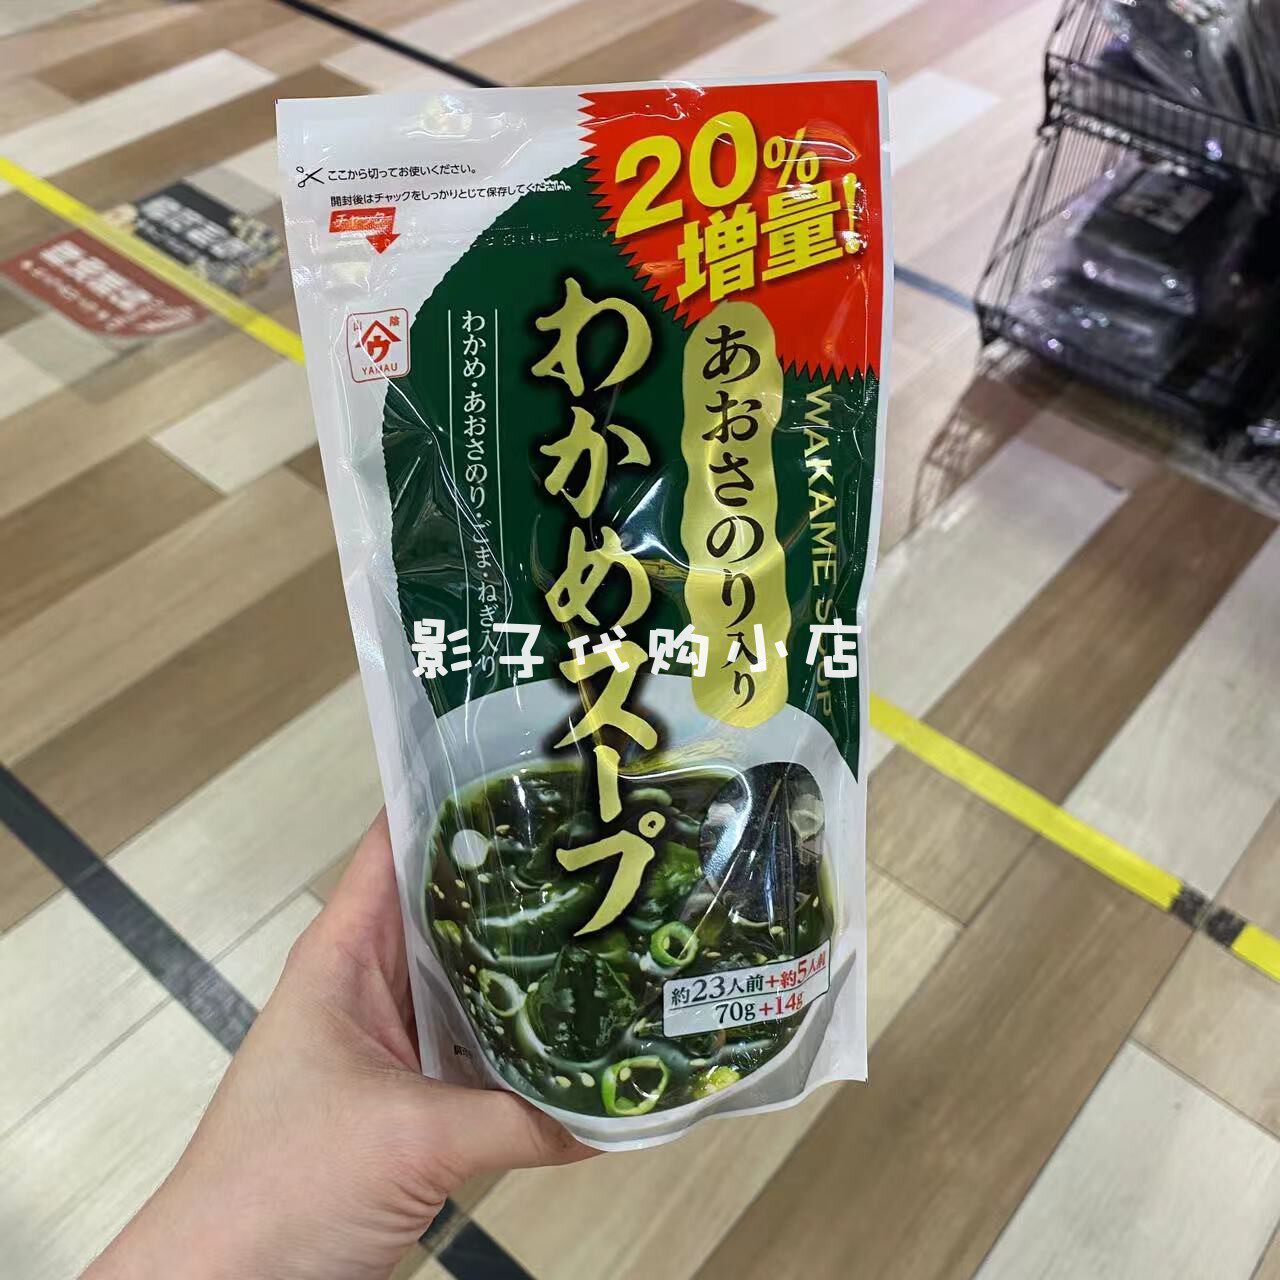 ここから切ってお使いください。
開封後はチャックをしっかりとじて保存してください。
チャック
20%
増量!
山陰
ウ
YAMAU
わかめ・あおさのり・ごま・ねぎ入り
わかめスープ
あおさのり入り
WAKAME SOUP
影子代购小店
約23人前+約5人前
70g+14g